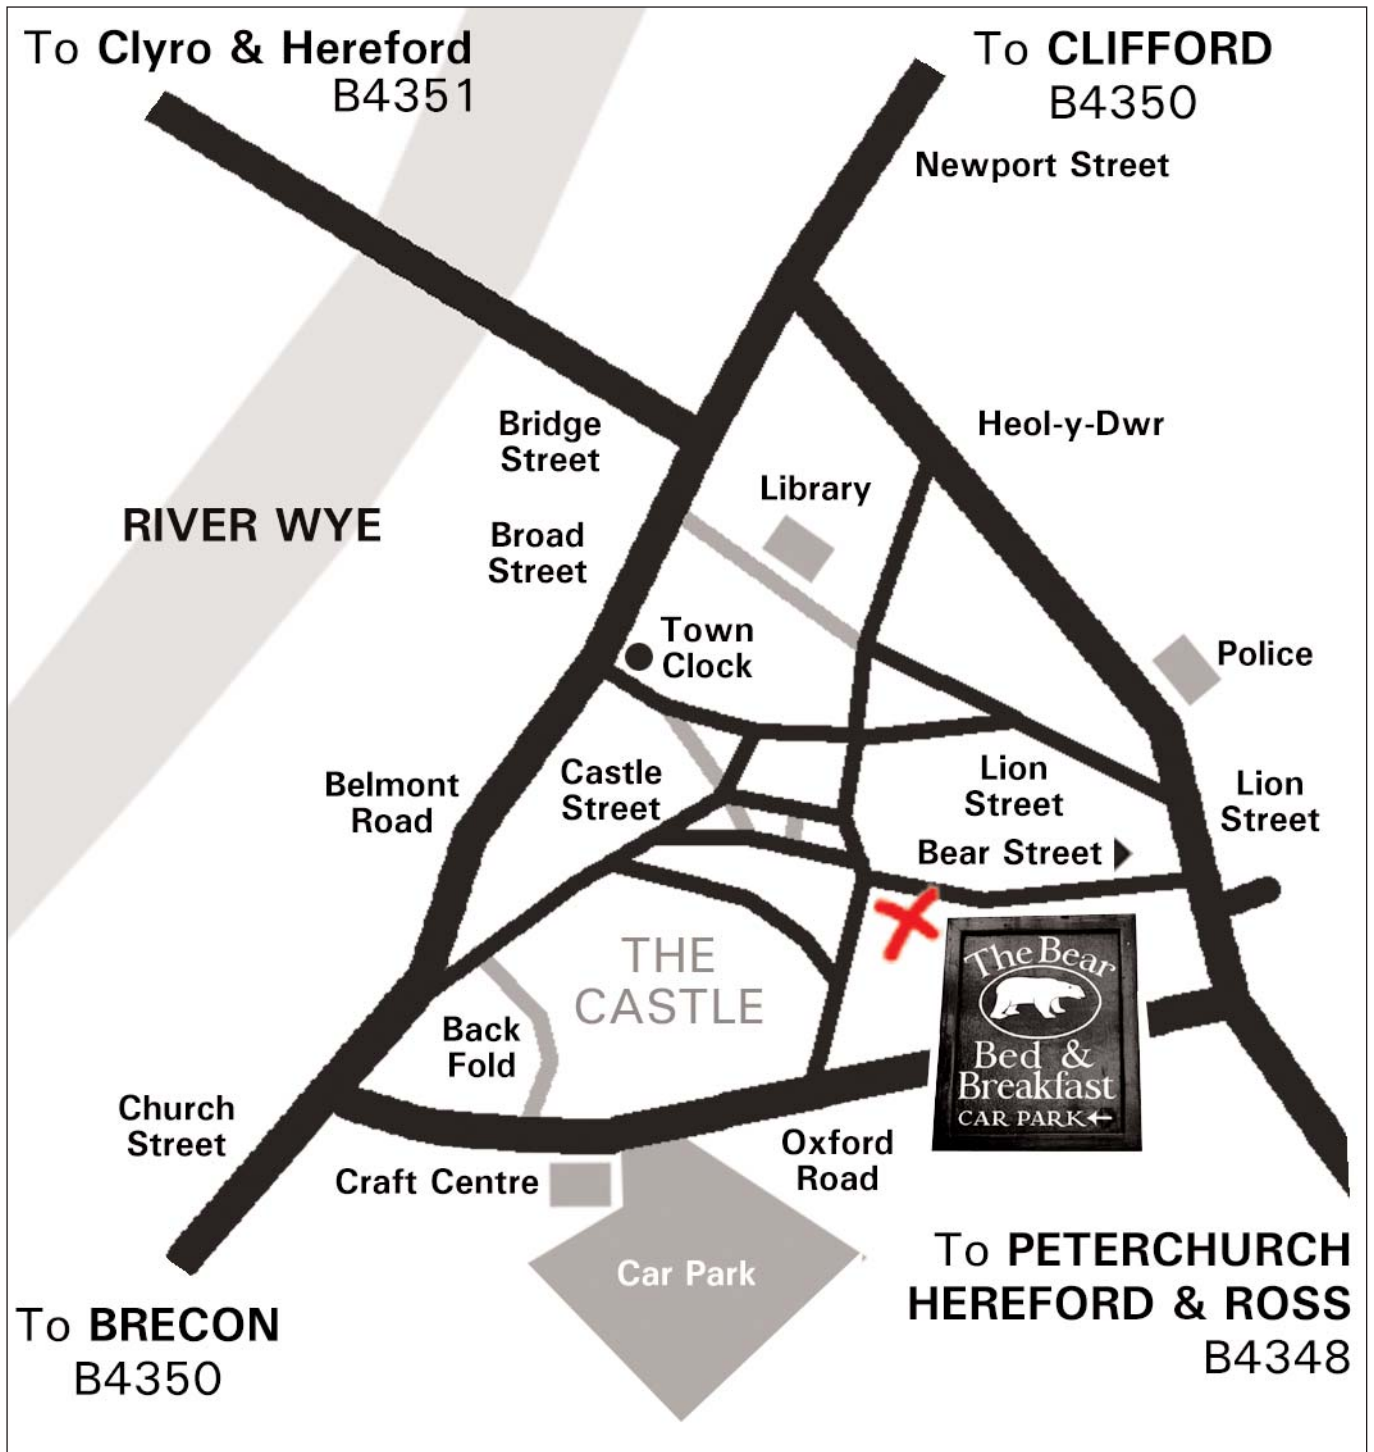 To Clyro & Hereford
B4351
To CLIFFORD
B4350
Newport Street
Bridge
Street
Heol-y-Dwr
Library
RIVER WYE
Broad
Street
Town
Clock
Police
Belmont
Road
Castle
Street
Lion
Street
Lion
Street
Bear Street
THE
CASTLE
The Bear
Bed &
Breakfast
CAR PARK
Back
Fold
Church
Street
Oxford
Road
Craft Centre
Car Park
To PETERCHURCH
HEREFORD & ROSS
B4348
To BRECON
B4350